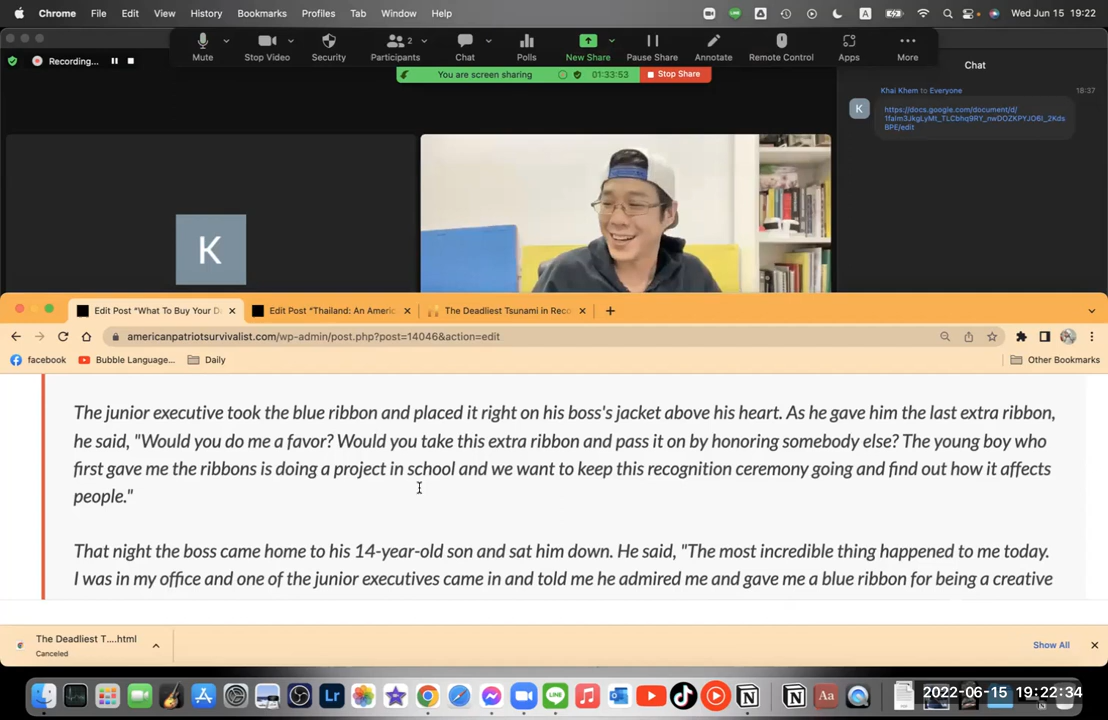 Chrome File Edit View History Bookmarks Profiles Tab Window Help A Wed Jun 15 19:22
Recording...
Mute Stop Video Security Participants 2 Chat Polls New Share Pause Share Annotate Remote Control Apps More
You are screen sharing 01:33:53 Stop Share
Chat
Khai Khem to Everyone 18:37
K
https://docs.google.com/document/d/
BPE/edit
K
Edit Post "What To Buy Your D Edit Post "Thailand: An Americ The Deadliest Tsunami in Reco
americanpatriotsurvivalist.com/wp-admin/post.php?post=14046&action=edit
facebook Bubble Language... Daily Other Bookmarks
The junior executive took the blue ribbon and placed it right on his boss's jacket above his heart. As he gave him the last extra ribbon,
he said, "Would you do me a favor? Would you take this extra ribbon and pass it on by honoring somebody else? The young boy who
first gave me the ribbons is doing a project in school and we want to keep this recognition ceremony going and find out how it affects
people."
That night the boss came home to his 14-year-old son and sat him down. He said, "The most incredible thing happened to me today.
I was in my office and one of the junior executives came in and told me he admired me and gave me a blue ribbon for being a creative
The Deadliest T....html
Canceled
Show All
Lr Aa 2022-06-15 19:22:34